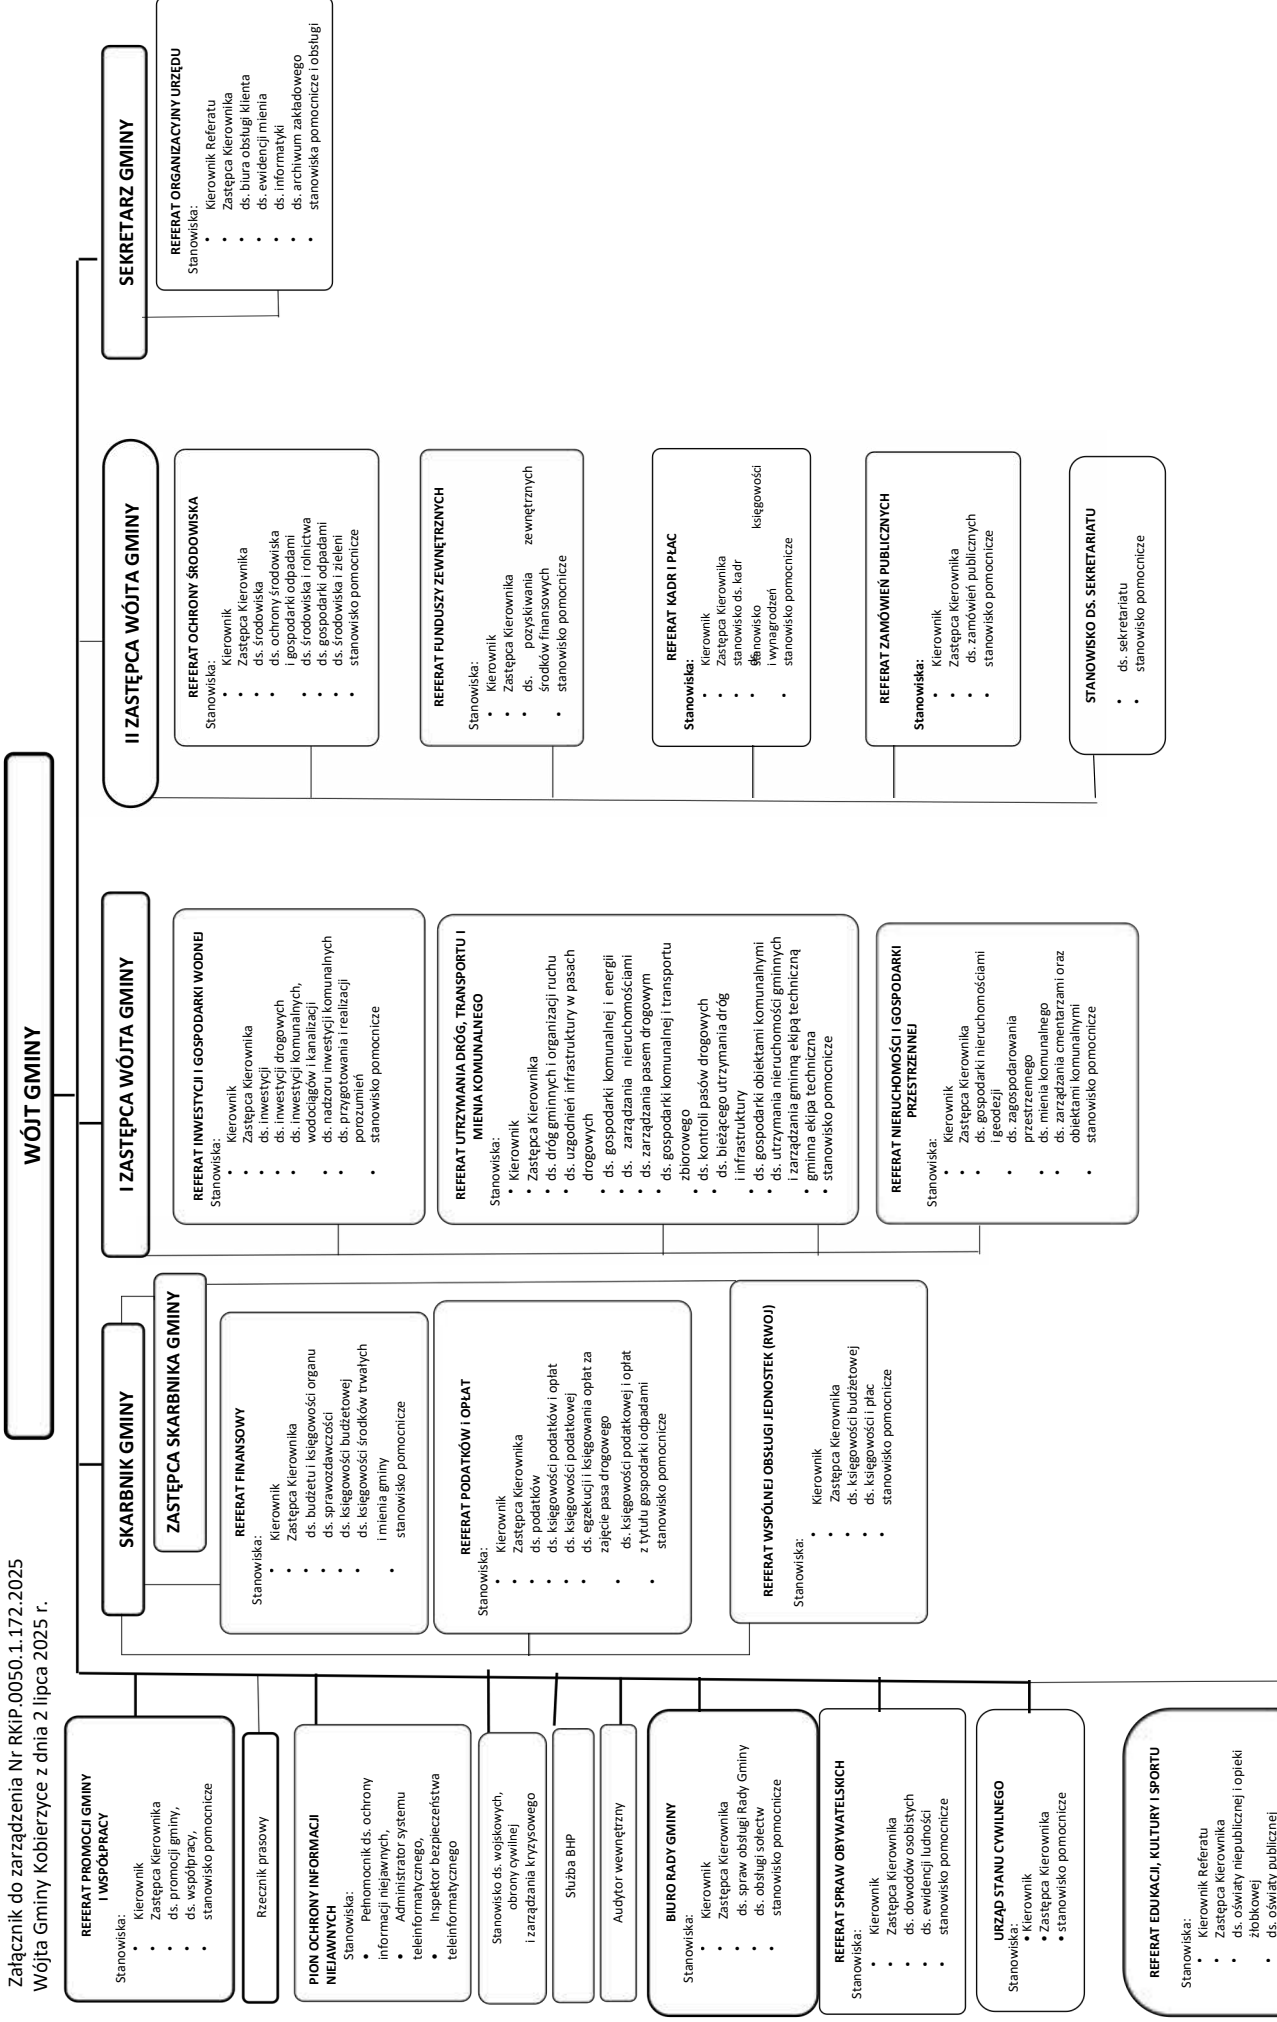 Załącznik do zarządzenia Nr RKiP.0050.1.172.2025
Wójta Gminy Kobierzyce z dnia 2 lipca 2025 r.
WÓJT GMINY
SKARBNIK GMINY
ZASTĘPCA SKARBNIKA GMINY
I ZASTĘPCA WÓJTA GMINY
II ZASTĘPCA WÓJTA GMINY
SEKRETARZ GMINY
REFERAT PROMOCJI GMINY
I WSPÓŁPRACY
Stanowiska:
• Kierownik
• Zastępca Kierownika
• ds. promocji gminy,
• ds. współpracy,
• stanowisko pomocnicze
Rzecznik prasowy
PION OCHRONY INFORMACJI
NIEJAWNYCH
Stanowiska:
• Pełnomocnik ds. ochrony
informacji niejawnych,
• Administrator systemu
teleinformatycznego,
• Inspektor bezpieczeństwa
teleinformatycznego
Stanowisko ds. wojskowych,
obrony cywilnej
i zarządzania kryzysowego
Służba BHP
Audytor wewnętrzny
BIURO RADY GMINY
Stanowiska:
• Kierownik
• Zastępca Kierownika
• ds. spraw obsługi Rady Gminy
• ds. obsługi sołectw
• stanowisko pomocnicze
REFERAT SPRAW OBYWATELSKICH
Stanowiska:
• Kierownik
• Zastępca Kierownika
• ds. dowodów osobistych
• ds. ewidencji ludności
• stanowisko pomocnicze
URZĄD STANU CYWILNEGO
Stanowiska:
• Kierownik
• Zastępca Kierownika
• stanowisko pomocnicze
REFERAT EDUKACJI, KULTURY I SPORTU
Stanowiska:
• Kierownik Referatu
• Zastępca Kierownika
• ds. oświaty niepublicznej i opieki
żłobkowej
• ds. oświaty publicznej
REFERAT FINANSOWY
Stanowiska:
• Kierownik
• Zastępca Kierownika
• ds. budżetu i księgowości organu
• ds. sprawozdawczości
• ds. księgowości budżetowej
• ds. księgowości środków trwałych
i mienia gminy
• stanowisko pomocnicze
REFERAT PODATKÓW i OPŁAT
Stanowiska:
• Kierownik
• Zastępca Kierownika
• ds. podatków
• ds. księgowości podatków i opłat
• ds. księgowości podatkowej
• ds. egzekucji i księgowania opłat za
zajęcie pasa drogowego
• ds. księgowości podatkowej i opłat
z tytułu gospodarki odpadami
• stanowisko pomocnicze
REFERAT WSPÓLNEJ OBSŁUGI JEDNOSTEK (RWOJ)
Stanowiska:
• Kierownik
• Zastępca Kierownika
• ds. księgowości budżetowej
• ds. księgowości i płac
• stanowisko pomocnicze
REFERAT INWESTYCJI I GOSPODARKI WODNEJ
Stanowiska:
• Kierownik
• Zastępca Kierownika
• ds. inwestycji
• ds. inwestycji drogowych
• ds. inwestycji komunalnych,
wodociągów i kanalizacji
• ds. nadzoru inwestycji komunalnych
• ds. przygotowania i realizacji
porozumień
• stanowisko pomocnicze
REFERAT UTRZYMANIA DRÓG, TRANSPORTU I
MIENIA KOMUNALNEGO
Stanowiska:
• Kierownik
• Zastępca Kierownika
• ds. dróg gminnych i organizacji ruchu
• ds. uzgodnień infrastruktury w pasach
drogowych
• ds. gospodarki komunalnej i energii
• ds. zarządzania nieruchomościami
• ds. zarządzania pasem drogowym
• ds. gospodarki komunalnej i transportu
zbiorowego
• ds. kontroli pasów drogowych
• ds. bieżącego utrzymania dróg
i infrastruktury
• ds. gospodarki obiektami komunalnymi
• ds. utrzymania nieruchomości gminnych
i zarządzania gminną ekipą techniczną
• gminna ekipa techniczna
• stanowisko pomocnicze
REFERAT NIERUCHOMOŚCI I GOSPODARKI
PRZESTRZENNEJ
Stanowiska:
• Kierownik
• Zastępca Kierownika
• ds. gospodarki nieruchomościami
i geodezji
• ds. zagospodarowania
przestrzennego
• ds. mienia komunalnego
• ds. zarządzania cmentarzami oraz
obiektami komunalnymi
• stanowisko pomocnicze
REFERAT OCHRONY ŚRODOWISKA
Stanowiska:
• Kierownik
• Zastępca Kierownika
• ds. środowiska
• ds. ochrony środowiska
i gospodarki odpadami
• ds. środowiska i rolnictwa
• ds. gospodarki odpadami
• ds. środowiska i zieleni
• stanowisko pomocnicze
REFERAT FUNDUSZY ZEWNĘTRZNYCH
Stanowiska:
• Kierownik
• Zastępca Kierownika
• ds. pozyskiwania zewnętrznych
środków finansowych
• stanowisko pomocnicze
REFERAT KADR I PŁAC
Stanowiska:
• Kierownik
• Zastępca Kierownika
• stanowisko ds. kadr
• stanowisko księgowości
i wynagrodzeń
• stanowisko pomocnicze
REFERAT ZAMÓWIEŃ PUBLICZNYCH
Stanowiska:
• Kierownik
• Zastępca Kierownika
• ds. zamówień publicznych
• stanowisko pomocnicze
STANOWISKO DS. SEKRETARIATU
• ds. sekretariatu
• stanowisko pomocnicze
REFERAT ORGANIZACYJNY URZĘDU
Stanowiska:
• Kierownik Referatu
• Zastępca Kierownika
• ds. biura obsługi klienta
• ds. ewidencji mienia
• ds. informatyki
• ds. archiwum zakładowego
• stanowiska pomocnicze i obsługi